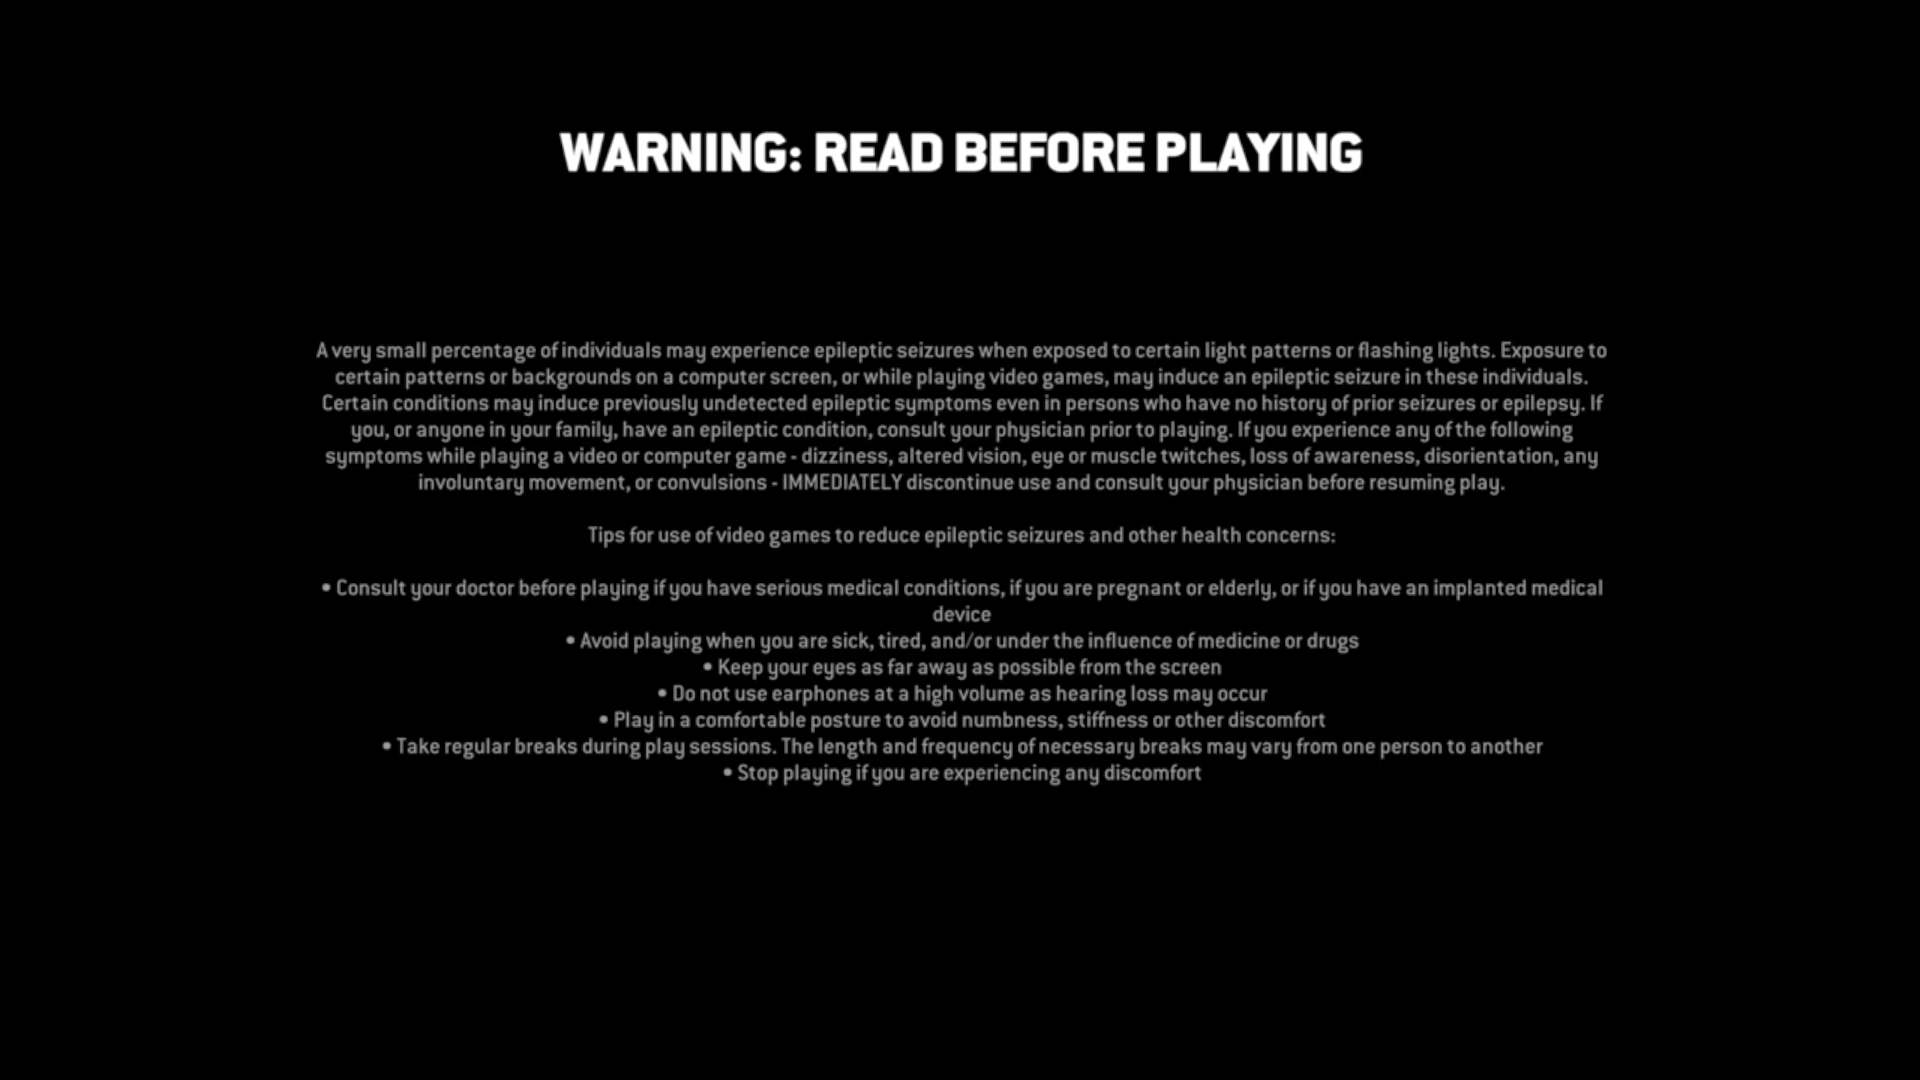 WARNING: READ BEFORE PLAYING
A very small percentage of individuals may experience epileptic seizures when exposed to certain light patterns or flashing lights. Exposure to
certain patterns or backgrounds on a computer screen, or while playing video games, may induce an epileptic seizure in these individuals.
Certain conditions may induce previously undetected epileptic symptoms even in persons who have no history of prior seizures or epilepsy. If
you, or anyone in your family, have an epileptic condition, consult your physician prior to playing. If you experience any of the following
symptoms while playing a video or computer game - dizziness, altered vision, eye or muscle twitches, loss of awareness, disorientation, any
involuntary movement, or convulsions - IMMEDIATELY discontinue use and consult your physician before resuming play.
Tips for use of video games to reduce epileptic seizures and other health concerns:
• Consult your doctor before playing if you have serious medical conditions, if you are pregnant or elderly, or if you have an implanted medical
device
• Avoid playing when you are sick, tired, and/or under the influence of medicine or drugs
• Keep your eyes as far away as possible from the screen
• Do not use earphones at a high volume as hearing loss may occur
• Play in a comfortable posture to avoid numbness, stiffness or other discomfort
• Take regular breaks during play sessions. The length and frequency of necessary breaks may vary from one person to another
• Stop playing if you are experiencing any discomfort